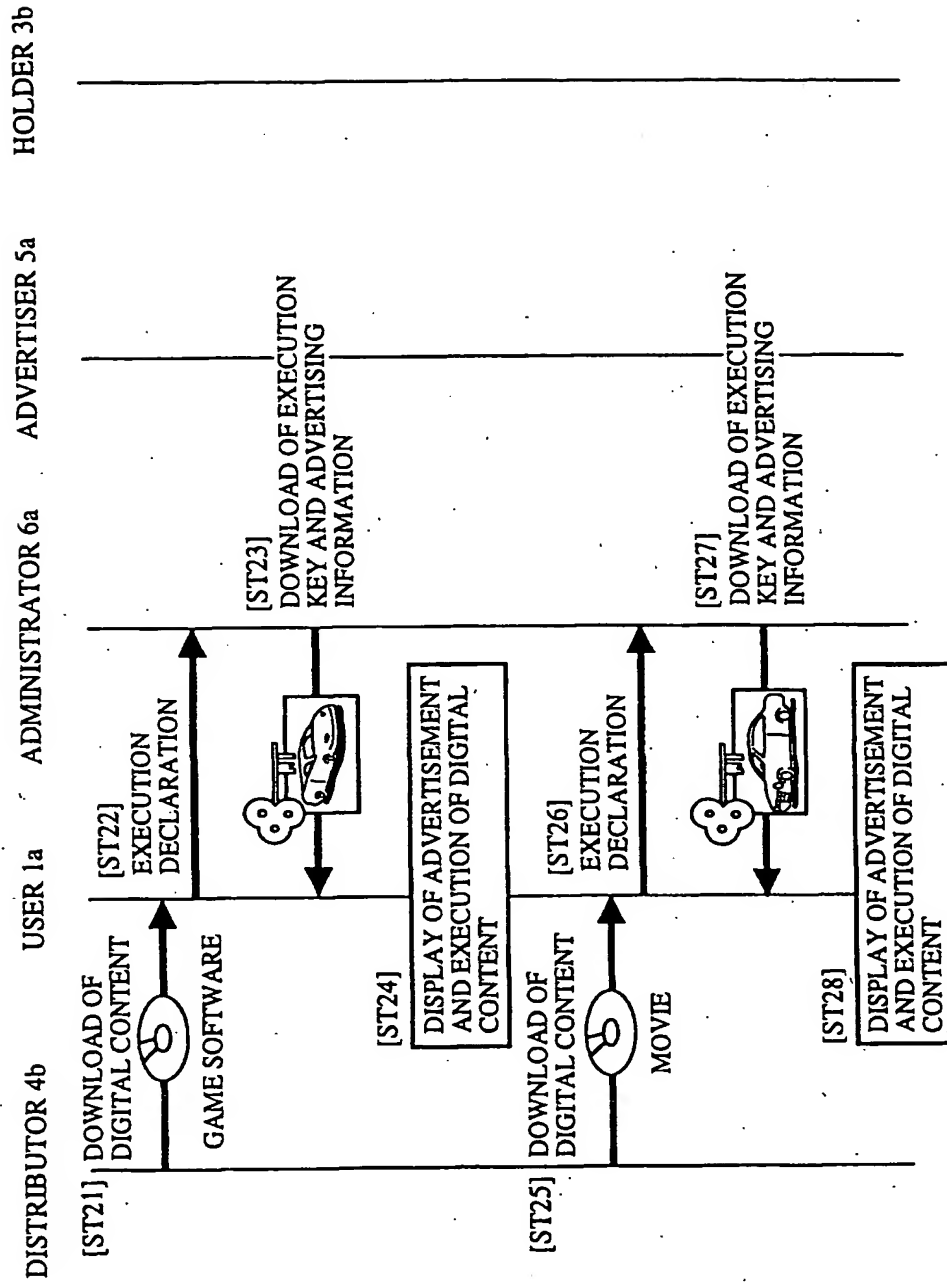 DISTRIBUTOR 4b
USER 1a
ADMINISTRATOR 6a
ADVERTISER 5a
HOLDER 3b
[ST21]
DOWNLOAD OF
DIGITAL CONTENT
GAME SOFTWARE
[ST22]
EXECUTION
DECLARATION
[ST23]
DOWNLOAD OF EXECUTION
KEY AND ADVERTISING
INFORMATION
[ST24]
DISPLAY OF ADVERTISEMENT
AND EXECUTION OF DIGITAL
CONTENT
[ST25]
DOWNLOAD OF
DIGITAL CONTENT
MOVIE
[ST26]
EXECUTION
DECLARATION
[ST27]
DOWNLOAD OF EXECUTION
KEY AND ADVERTISING
INFORMATION
[ST28]
DISPLAY OF ADVERTISEMENT
AND EXECUTION OF DIGITAL
CONTENT